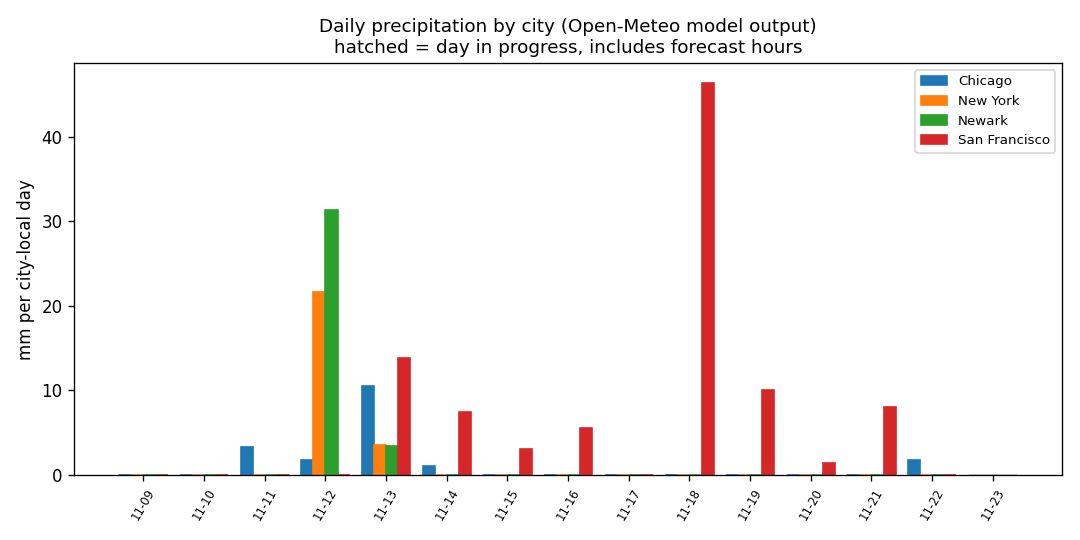 Daily precipitation by city (Open-Meteo model output)
hatched = day in progress, includes forecast hours
Chicago
New York
Newark
San Francisco
mm per city-local day
40
30
20
10
0
11-09
11-10
11-11
11-12
11-13
11-14
11-15
11-16
11-17
11-18
11-19
11-20
11-21
11-22
11-23